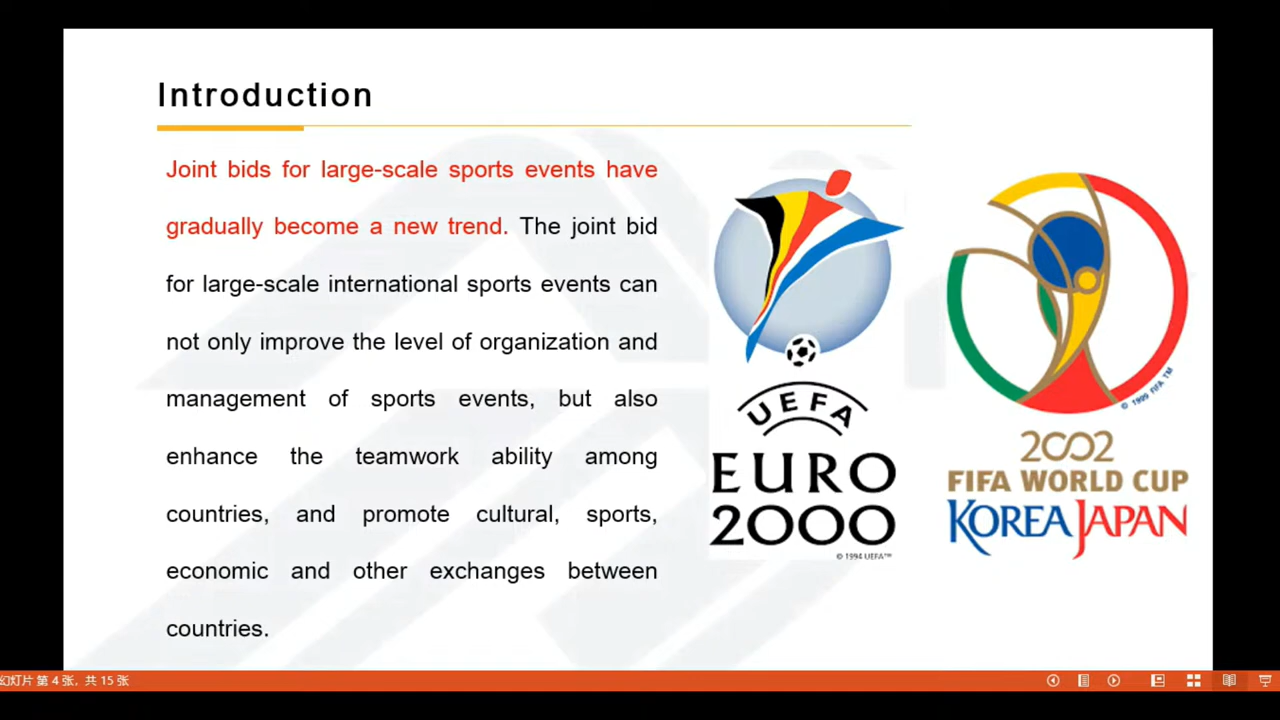 Introduction
Joint bids for large-scale sports events have
gradually become a new trend. The joint bid
for large-scale international sports events can
not only improve the level of organization and
management of sports events, but also
enhance the teamwork ability among
countries, and promote cultural, sports,
economic and other exchanges between
countries.
UEFA
EURO
2000
© 1994 UEFA™
© 1999 FIFA TM
2002
FIFA WORLD CUP
KOREA JAPAN
幻灯片 第 4 张，共 15 张